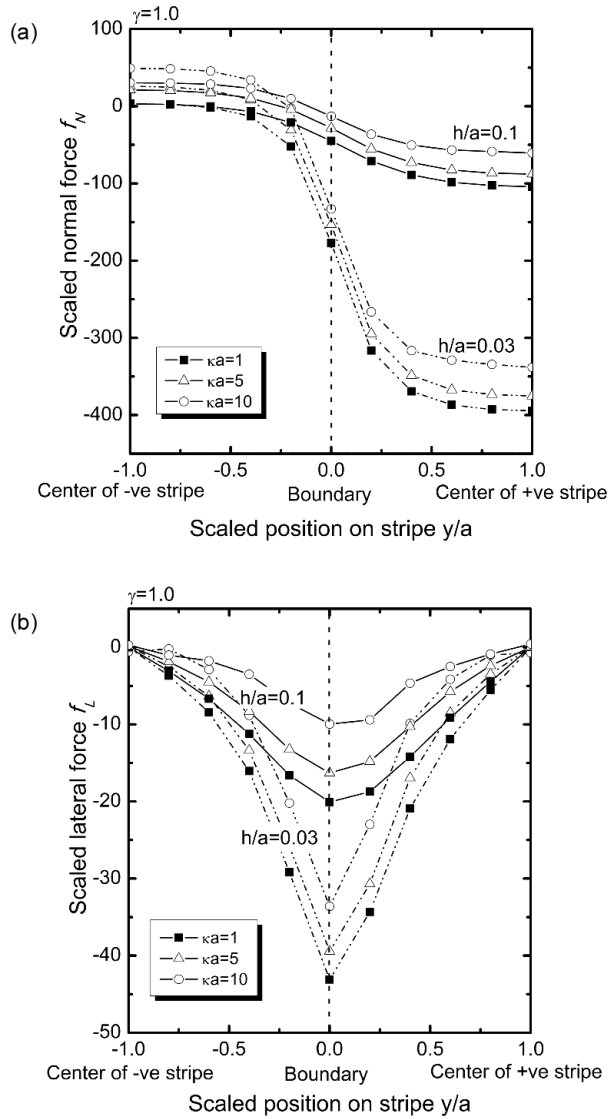 (a)
γ=1.0
100
0
-100
-200
-300
-400
Scaled normal force f_N
h/a=0.1
h/a=0.03
κa=1
κa=5
κa=10
-1.0 -0.5 0.0 0.5 1.0
Center of -ve stripe Boundary Center of +ve stripe
Scaled position on stripe y/a
(b)
γ=1.0
0
-10
-20
-30
-40
-50
Scaled lateral force f_L
h/a=0.1
h/a=0.03
κa=1
κa=5
κa=10
-1.0 -0.5 0.0 0.5 1.0
Center of -ve stripe Boundary Center of +ve stripe
Scaled position on stripe y/a